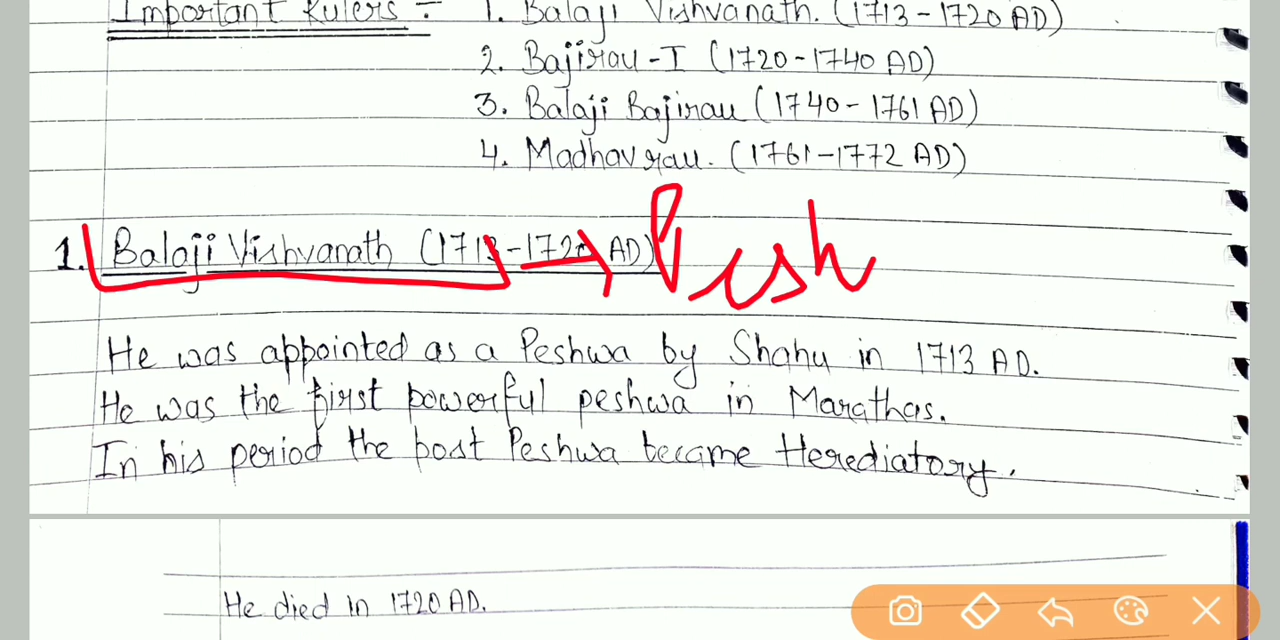 Important Rulers :- 1. Balaji Vishvanath. (1713-1720 AD)
2. Bajirau-I (1720-1740 AD)
3. Balaji Bajirau (1740-1761 AD)
4. Madhavrau. (1761-1772 AD)
1. Balaji Vishvanath (1713-1720 AD) Pesh
He was appointed as a Peshwa by Shahu in 1713 AD.
He was the first powerful peshwa in Marathas.
In his period the post Peshwa became Herediatory.
He died in 1720 AD.